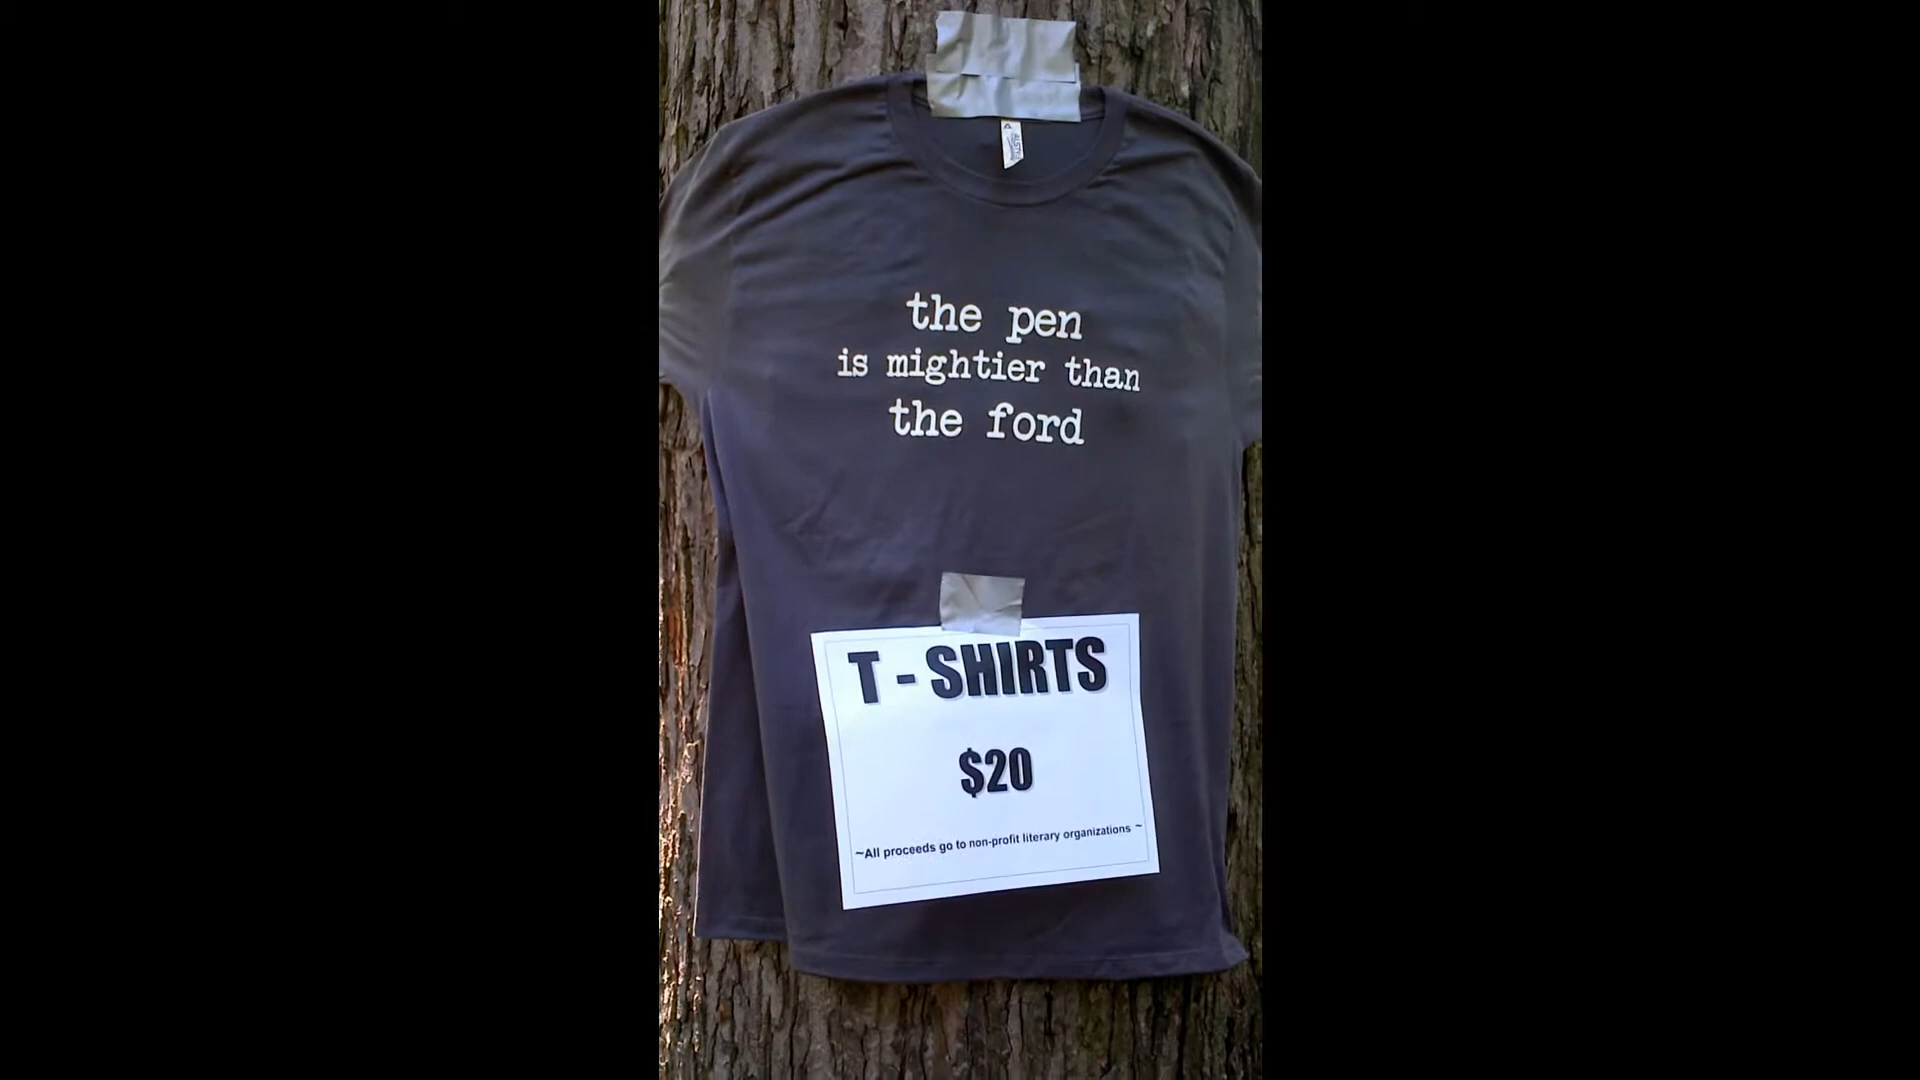 the pen
is mightier than
the ford
T - SHIRTS
$20
~All proceeds go to non-profit literary organizations ~